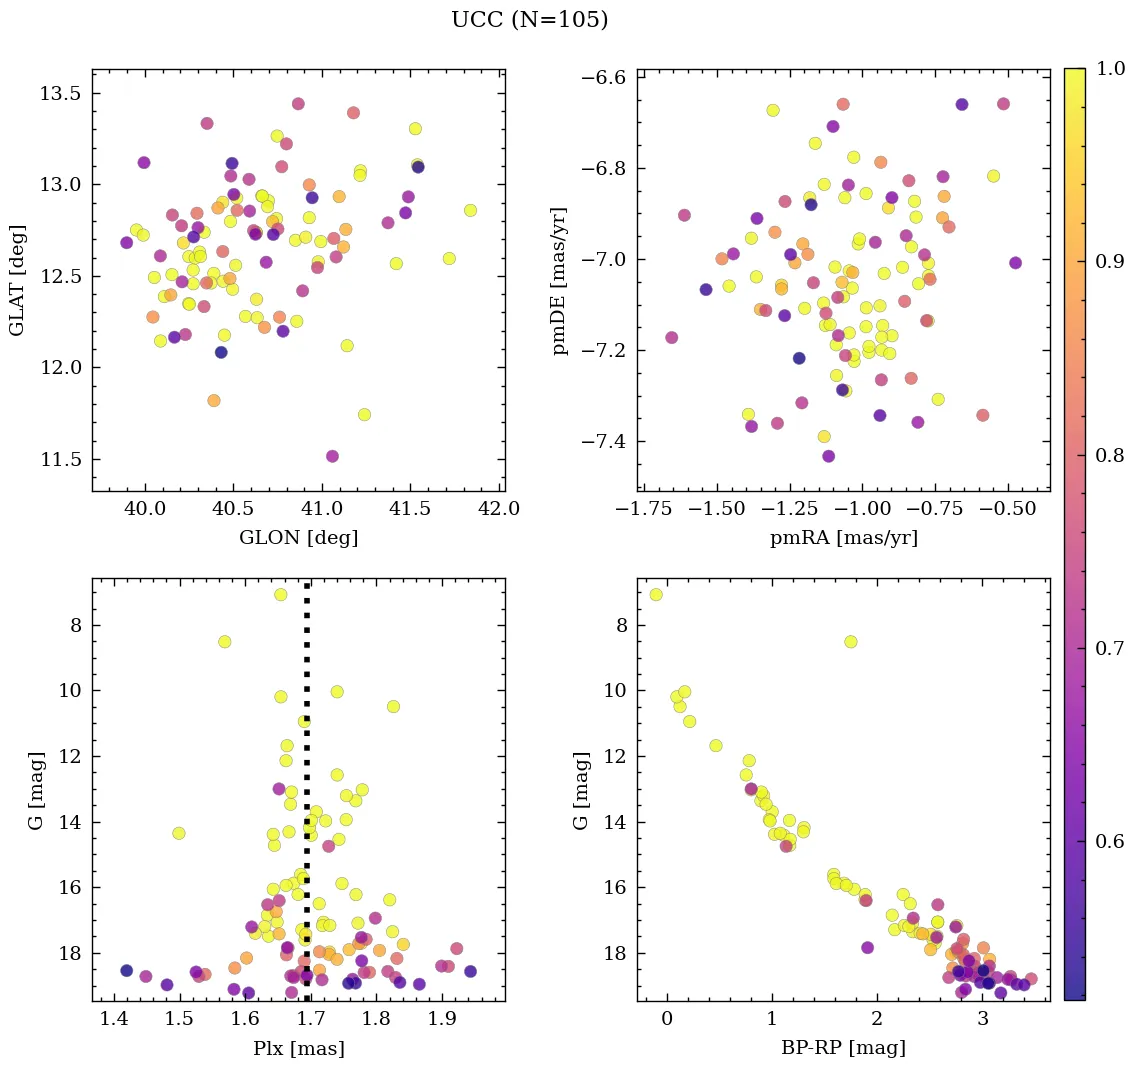 UCC (N=105)
13.5
13.0
12.5
12.0
11.5
GLAT [deg]
40.0 40.5 41.0 41.5 42.0
GLON [deg]
−6.6
−6.8
−7.0
−7.2
−7.4
pmDE [mas/yr]
−1.75 −1.50 −1.25 −1.00 −0.75 −0.50
pmRA [mas/yr]
8
10
12
14
16
18
G [mag]
1.4 1.5 1.6 1.7 1.8 1.9
Plx [mas]
8
10
12
14
16
18
G [mag]
0 1 2 3
BP-RP [mag]
1.0
0.9
0.8
0.7
0.6